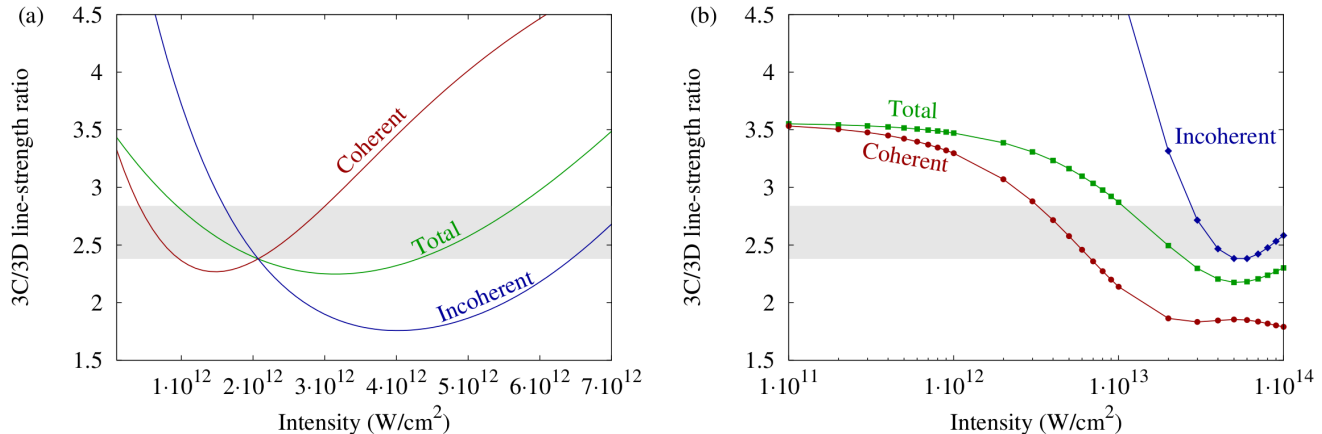 (a)
3C/3D line-strength ratio
4.5
4
3.5
3
2.5
2
1.5
Coherent
Total
Incoherent
1·10^12
2·10^12
3·10^12
4·10^12
5·10^12
6·10^12
7·10^12
Intensity (W/cm^2)
(b)
3C/3D line-strength ratio
4.5
4
3.5
3
2.5
2
1.5
Total
Coherent
Incoherent
1·10^11
1·10^12
1·10^13
1·10^14
Intensity (W/cm^2)